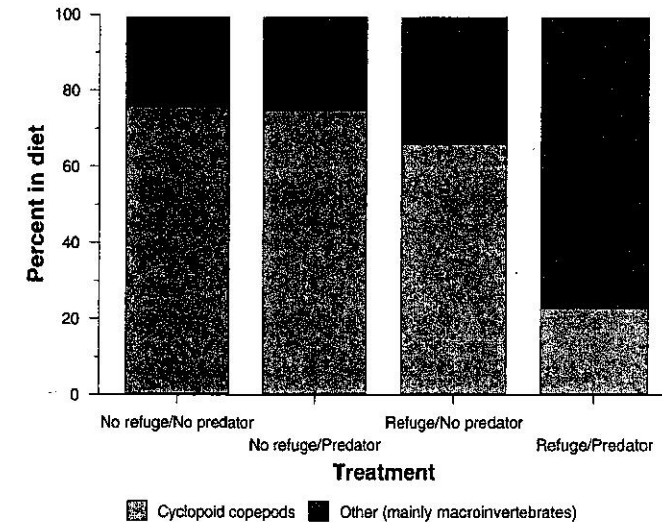 100
80
60
40
20
0
Percent in diet
No refuge/No predator
No refuge/Predator
Refuge/No predator
Refuge/Predator
Treatment
Cyclopoid copepods
Other (mainly macroinvertebrates)